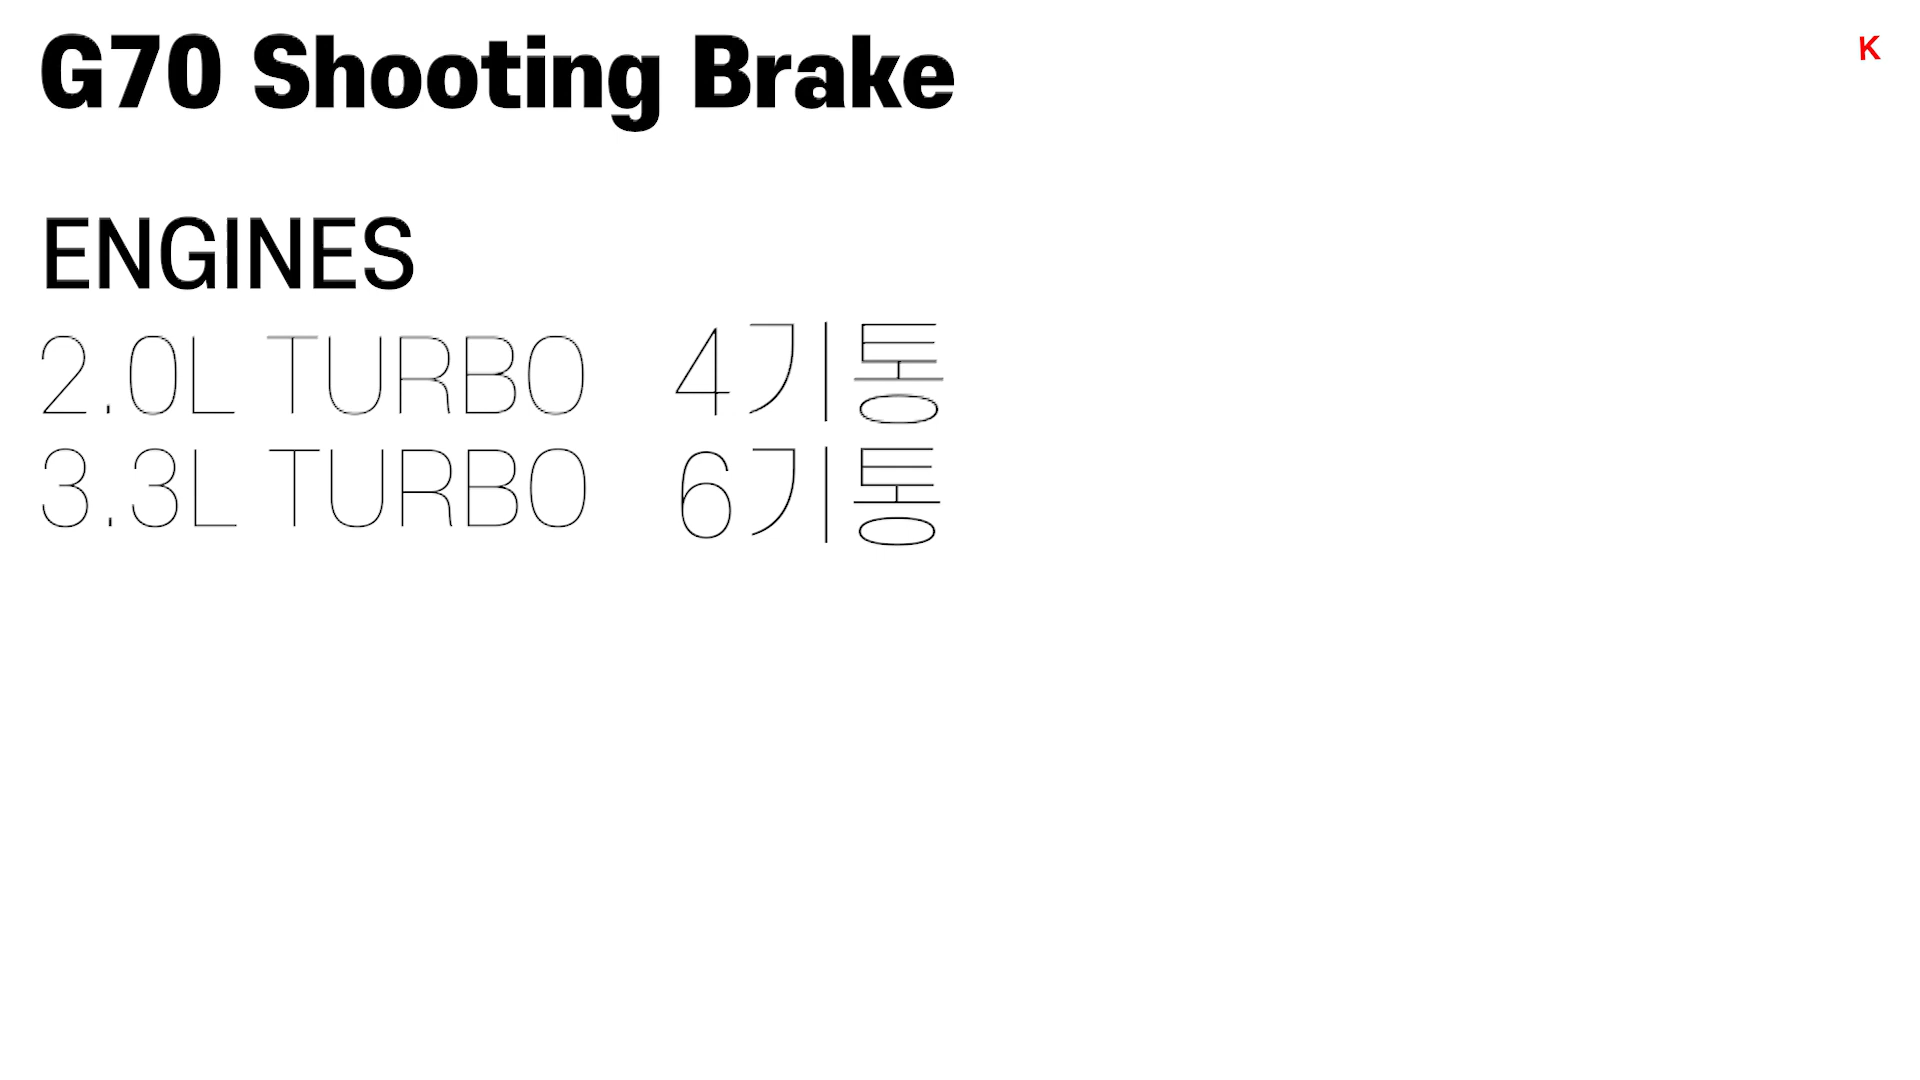 G70 Shooting Brake
K
ENGINES
2.0L TURBO 4기통
3.3L TURBO 6기통